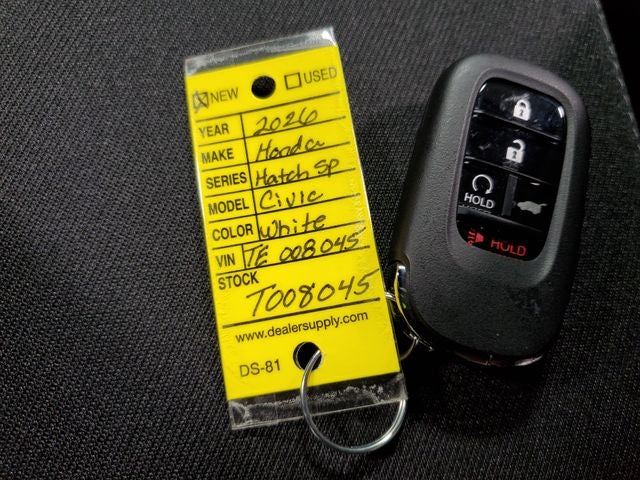 NEW USED
YEAR 2026
MAKE Honda
SERIES Hatch Sp
MODEL Civic
COLOR White
VIN TE 008045
STOCK
T008045
www.dealersupply.com
DS-81
HOLD
HOLD